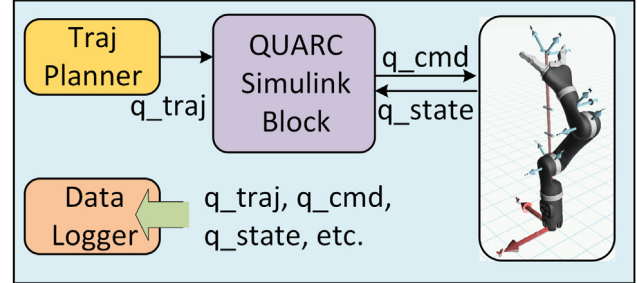 Traj
Planner
q_traj
QUARC
Simulink
Block
q_cmd
q_state
Data
Logger
q_traj, q_cmd,
q_state, etc.